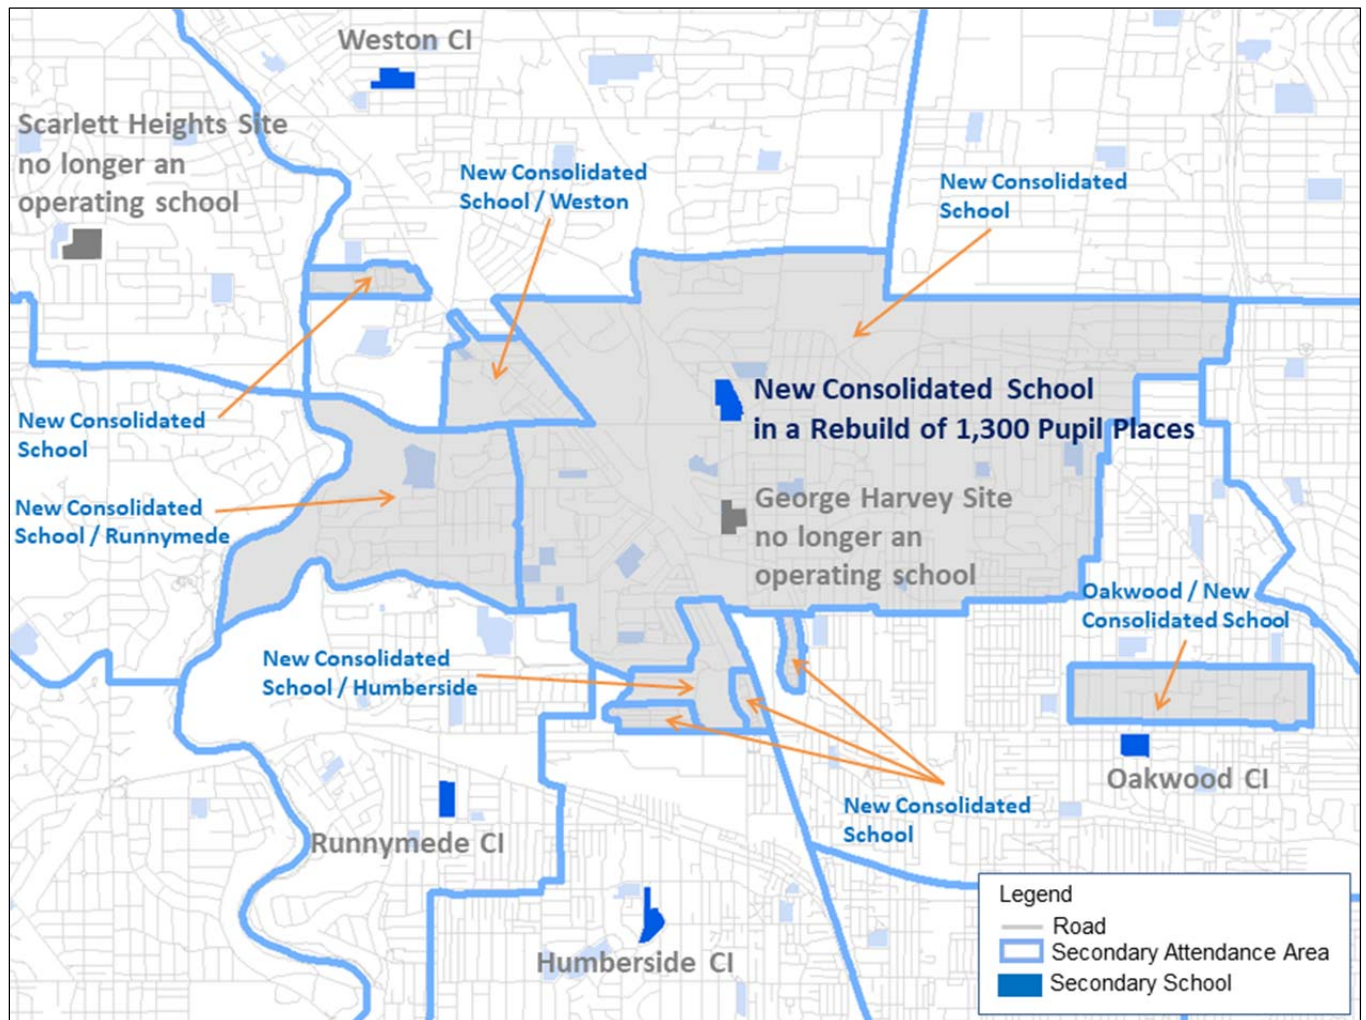 Weston CI
Scarlett Heights Site
no longer an
operating school
New Consolidated
School / Weston
New Consolidated
School
New Consolidated School
in a Rebuild of 1,300 Pupil Places
New Consolidated
School
New Consolidated
School / Runnymede
George Harvey Site
no longer an
operating school
Oakwood / New
Consolidated School
New Consolidated
School / Humberside
Oakwood CI
New Consolidated
School
Runnymede CI
Humberside CI
Legend
Road
Secondary Attendance Area
Secondary School